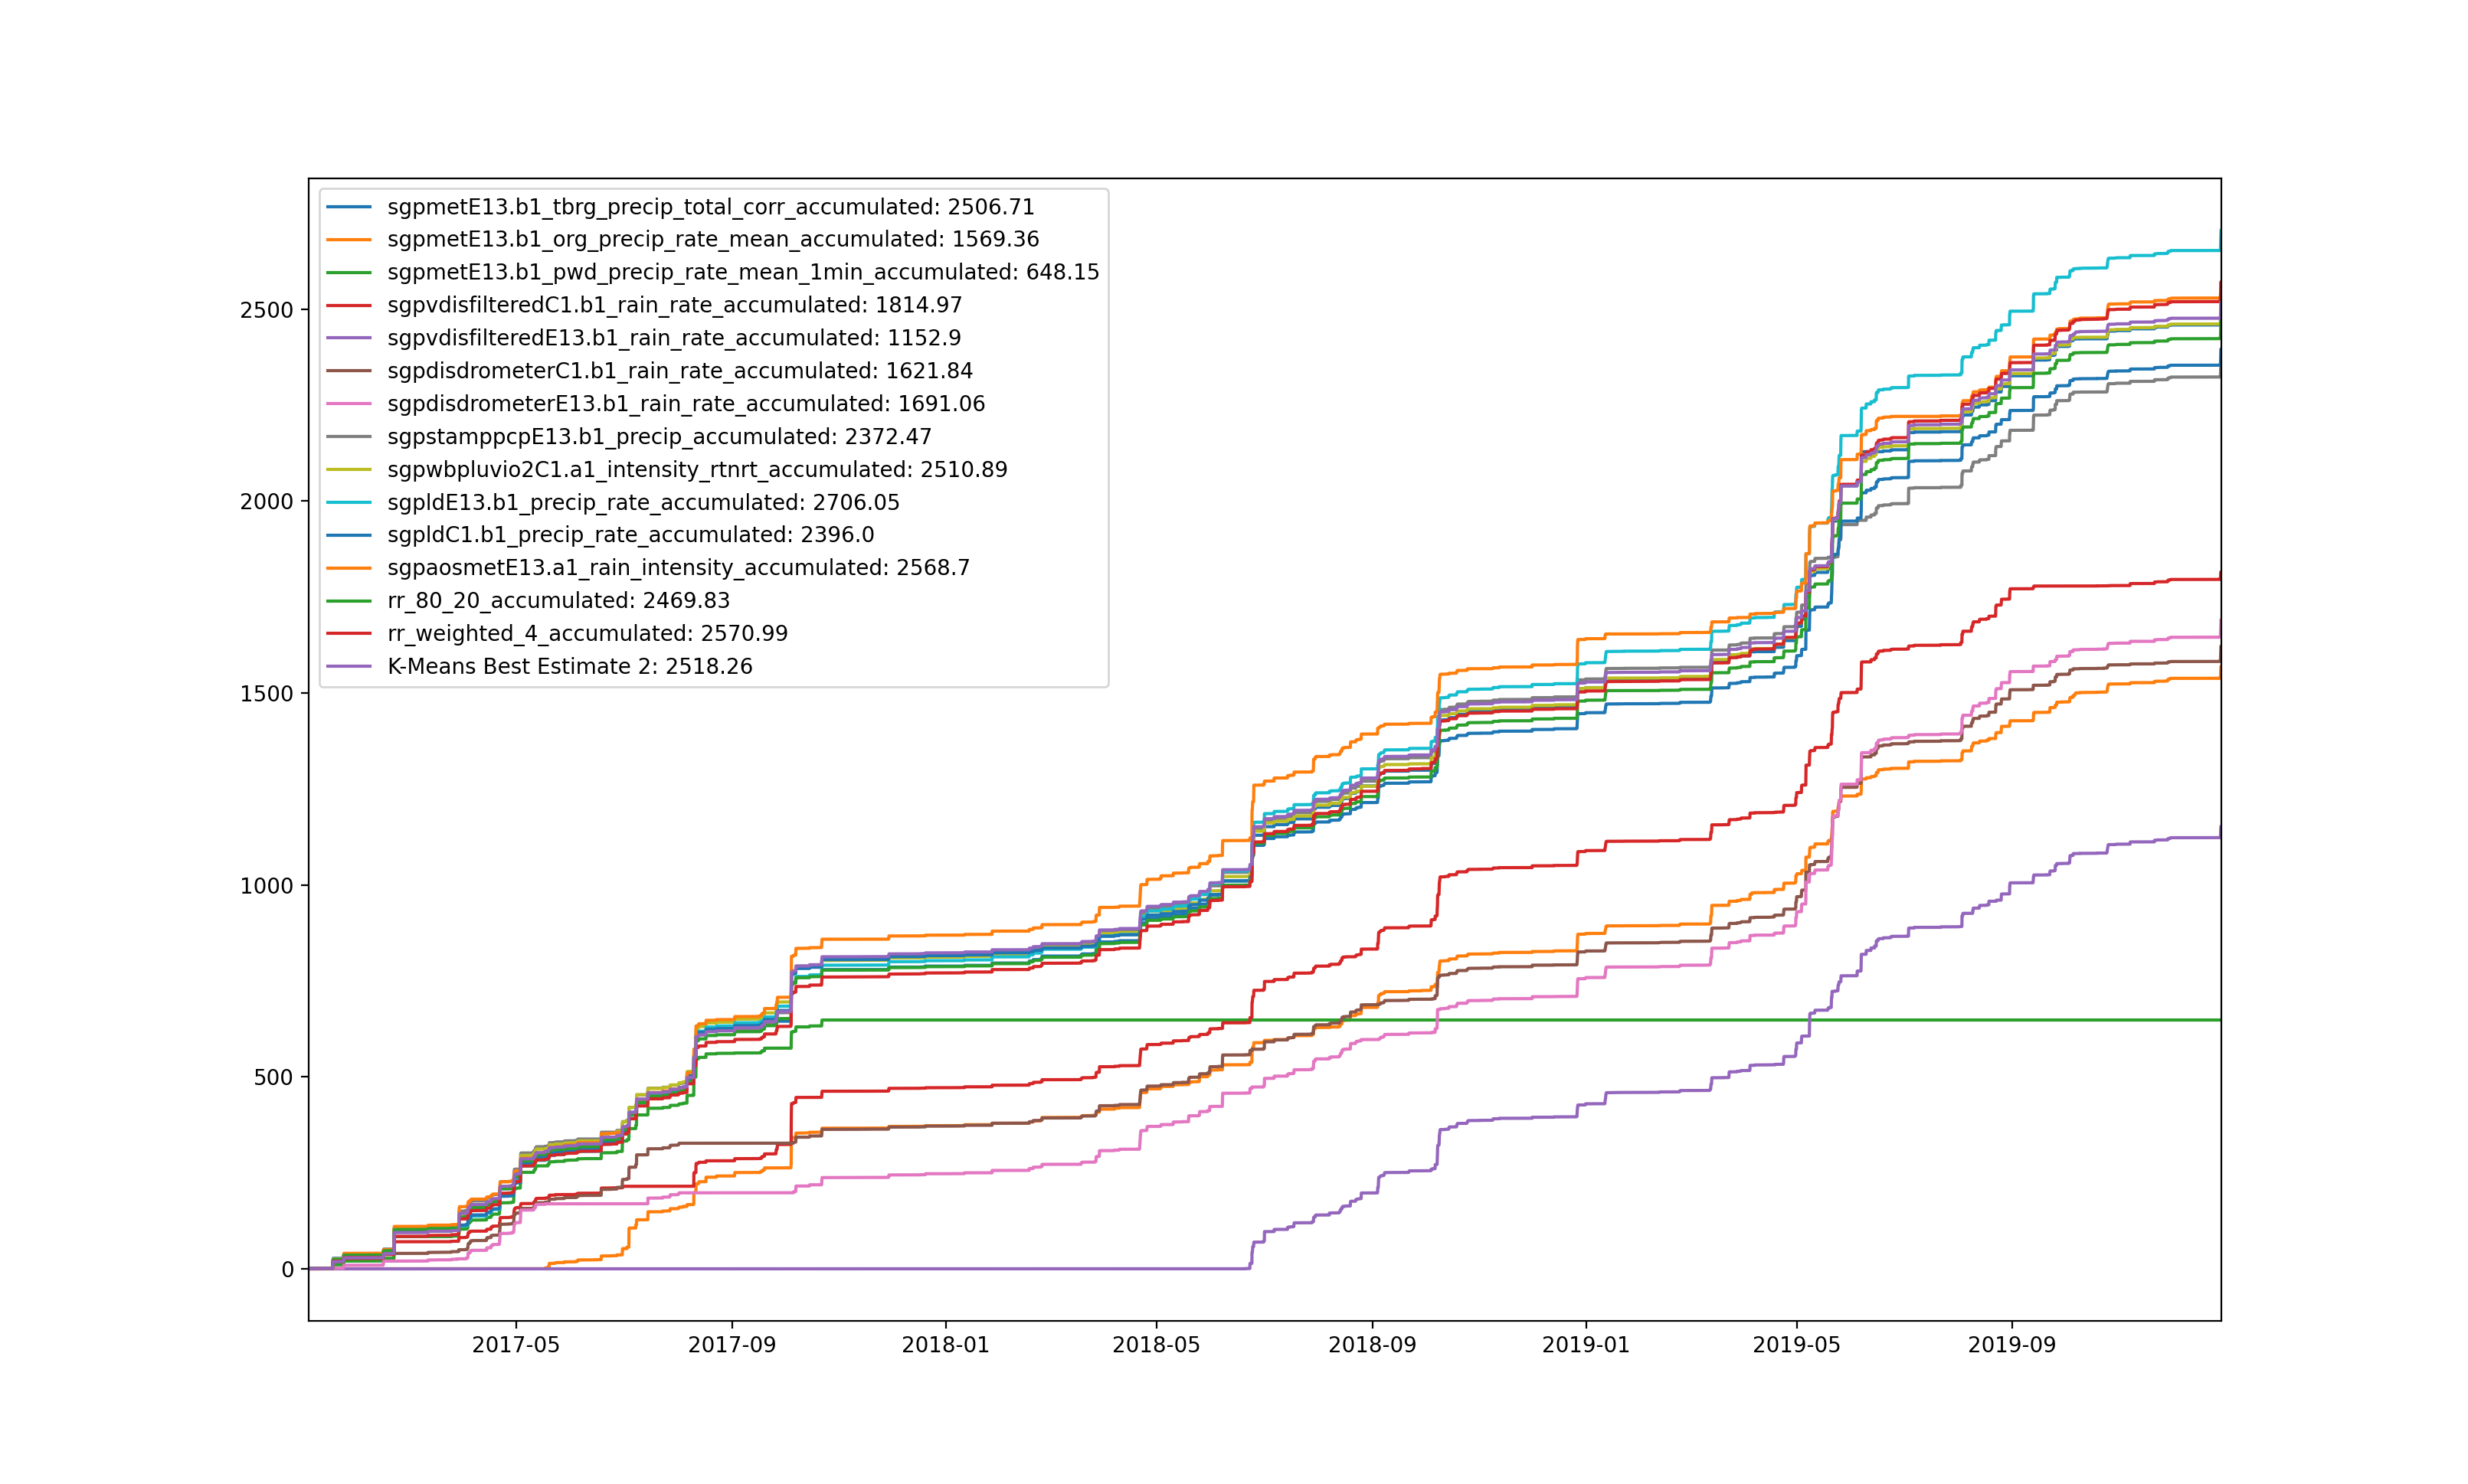 sgpmetE13.b1_tbrg_precip_total_corr_accumulated: 2506.71
sgpmetE13.b1_org_precip_rate_mean_accumulated: 1569.36
sgpmetE13.b1_pwd_precip_rate_mean_1min_accumulated: 648.15
sgpvdisfilteredC1.b1_rain_rate_accumulated: 1814.97
sgpvdisfilteredE13.b1_rain_rate_accumulated: 1152.9
sgpdisdrometerC1.b1_rain_rate_accumulated: 1621.84
sgpdisdrometerE13.b1_rain_rate_accumulated: 1691.06
sgpstamppcpE13.b1_precip_accumulated: 2372.47
sgpwbpluvio2C1.a1_intensity_rtnrt_accumulated: 2510.89
sgpldE13.b1_precip_rate_accumulated: 2706.05
sgpldC1.b1_precip_rate_accumulated: 2396.0
sgpaosmetE13.a1_rain_intensity_accumulated: 2568.7
rr_80_20_accumulated: 2469.83
rr_weighted_4_accumulated: 2570.99
K-Means Best Estimate 2: 2518.26
2500
2000
1500
1000
500
0
2017-05 2017-09 2018-01 2018-05 2018-09 2019-01 2019-05 2019-09